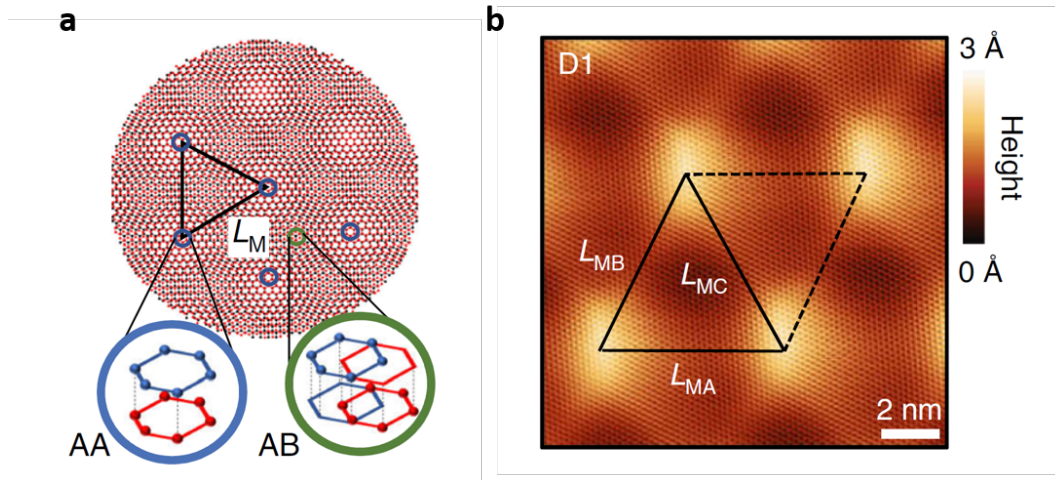 a
L_M
AA
AB
b
D1
L_MB
L_MC
L_MA
2 nm
3 Å
Height
0 Å